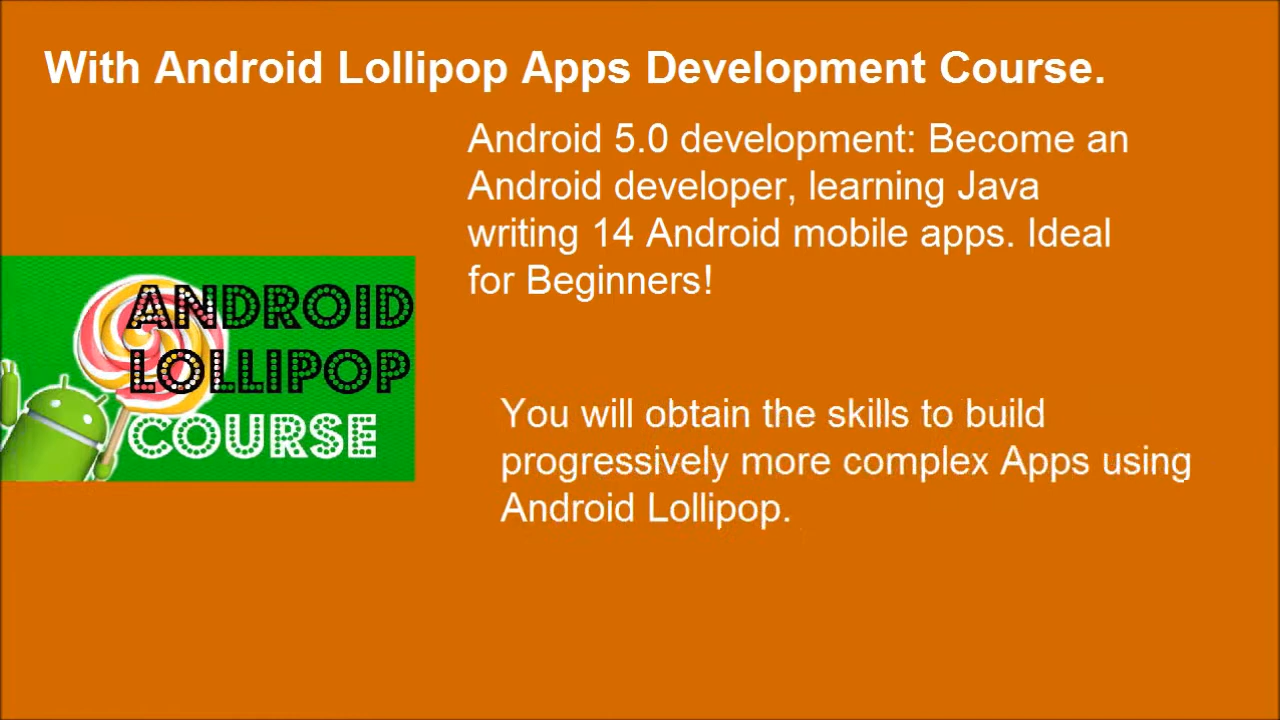 With Android Lollipop Apps Development Course.
Android 5.0 development: Become an
Android developer, learning Java
writing 14 Android mobile apps. Ideal
for Beginners!
ANDROID
LOLLIPOP
COURSE
You will obtain the skills to build
progressively more complex Apps using
Android Lollipop.